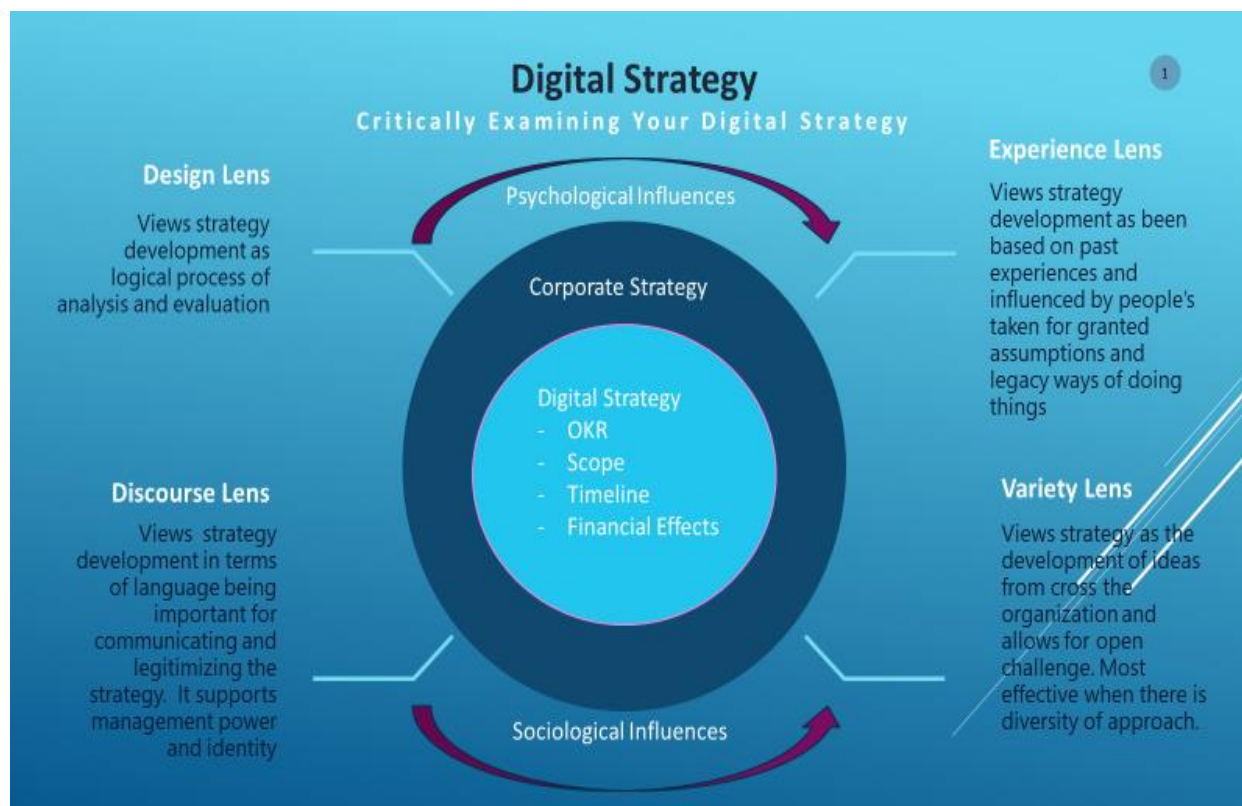 1
Digital Strategy
Critically Examining Your Digital Strategy
Design Lens
Views strategy
development as
logical process of
analysis and evaluation
Psychological Influences
Experience Lens
Views strategy
development as been
based on past
experiences and
influenced by people's
taken for granted
assumptions and
legacy ways of doing
things
Corporate Strategy
Digital Strategy
- OKR
- Scope
- Timeline
- Financial Effects
Discourse Lens
Views strategy
development in terms
of language being
important for
communicating and
legitimizing the
strategy. It supports
management power
and identity
Variety Lens
Views strategy as the
development of ideas
from cross the
organization and
allows for open
challenge. Most
effective when there is
diversity of approach.
Sociological Influences